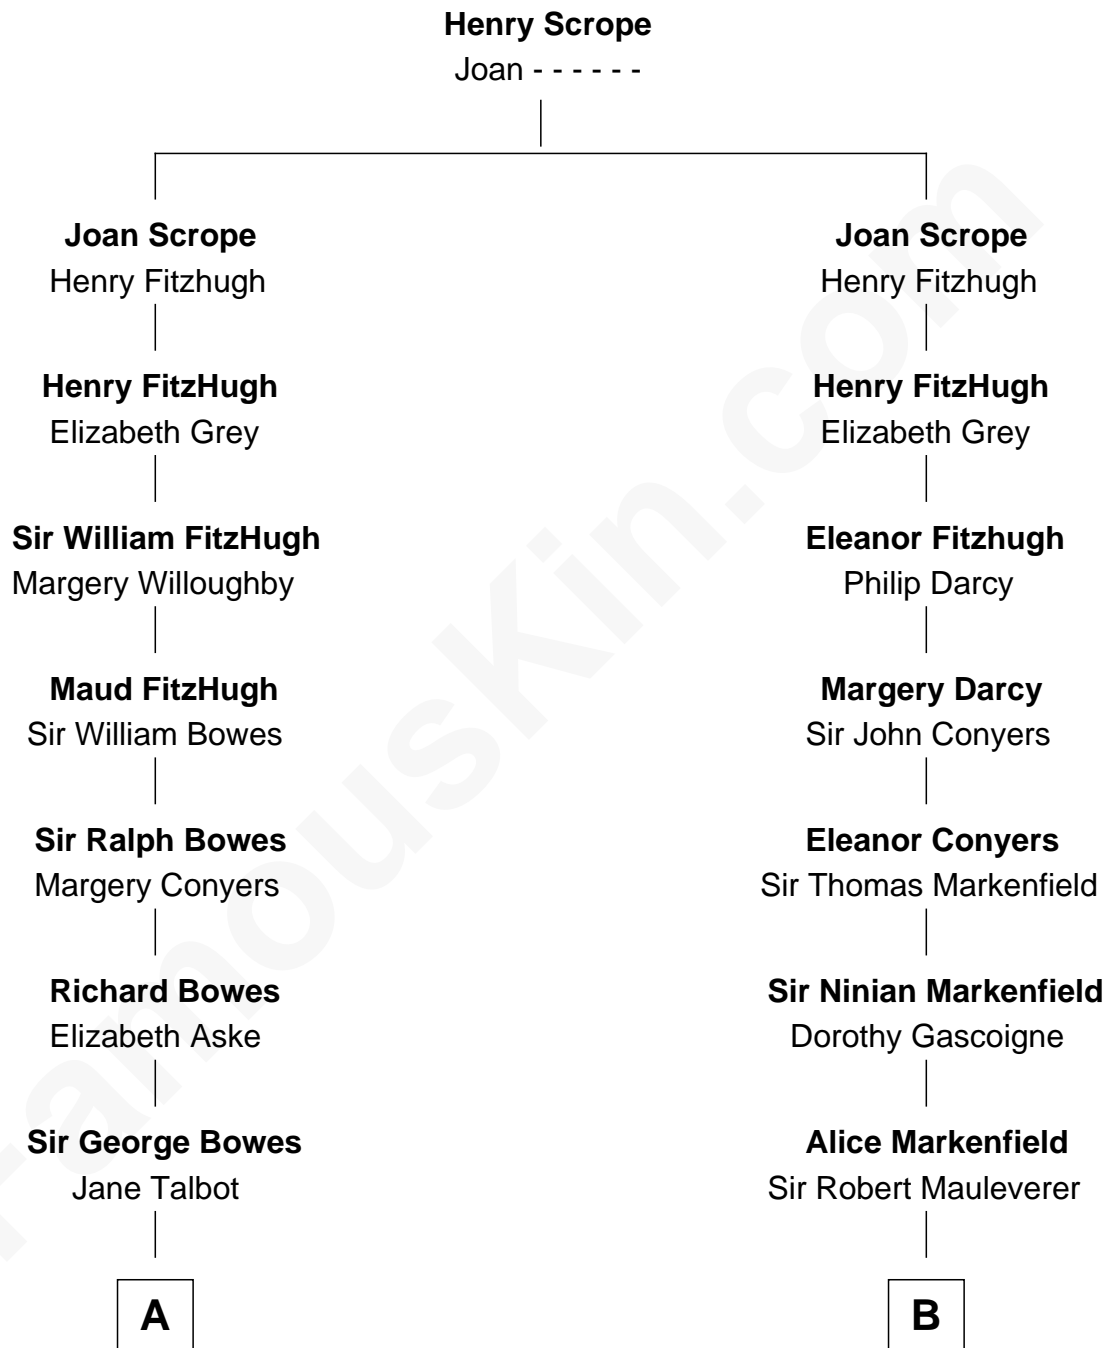 Henry Scrope
Joan - - - - - -
Joan Scrope
Henry Fitzhugh
Henry FitzHugh
Elizabeth Grey
Sir William FitzHugh
Margery Willoughby
Maud FitzHugh
Sir William Bowes
Sir Ralph Bowes
Margery Conyers
Richard Bowes
Elizabeth Aske
Sir George Bowes
Jane Talbot
A
Joan Scrope
Henry Fitzhugh
Henry FitzHugh
Elizabeth Grey
Eleanor Fitzhugh
Philip Darcy
Margery Darcy
Sir John Conyers
Eleanor Conyers
Sir Thomas Markenfield
Sir Ninian Markenfield
Dorothy Gascoigne
Alice Markenfield
Sir Robert Mauleverer
B
FamousKin.com